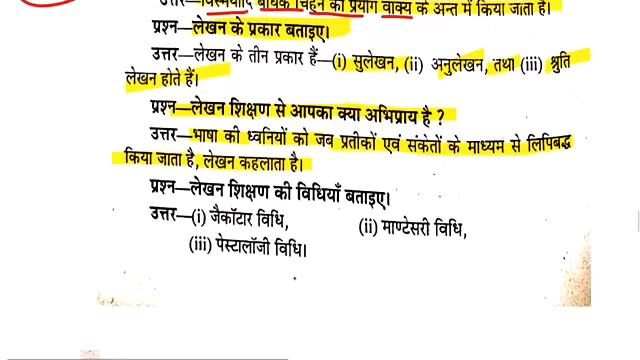 उत्तर—विस्मयादि बोधक चिह्न का प्रयोग वाक्य के अन्त में किया जाता है।
प्रश्न—लेखन के प्रकार बताइए।
उत्तर—लेखन के तीन प्रकार हैं—(i) सुलेखन, (ii) अनुलेखन, तथा (iii) श्रुति
लेखन होते हैं।
प्रश्न—लेखन शिक्षण से आपका क्या अभिप्राय है ?
उत्तर—भाषा की ध्वनियों को जब प्रतीकों एवं संकेतों के माध्यम से लिपिबद्ध
किया जाता है, लेखन कहलाता है।
प्रश्न—लेखन शिक्षण की विधियाँ बताइए।
उत्तर—(i) जैकॉटार विधि, (ii) माण्टेसरी विधि,
(iii) पेस्टालॉजी विधि।